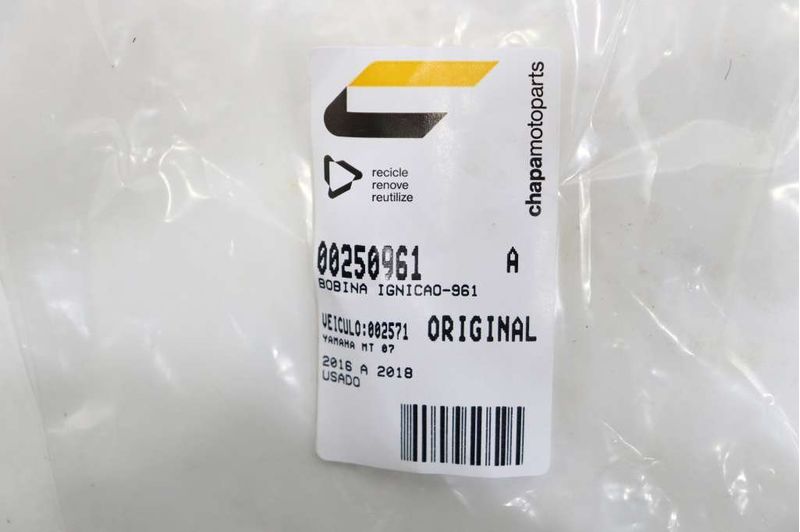 chapamotoparts
recicle
renove
reutilize
00250961 A
BOBINA IGNICAO-961
VEICULO:002571 ORIGINAL
YAMAHA MT 07
2016 A 2018
USADO